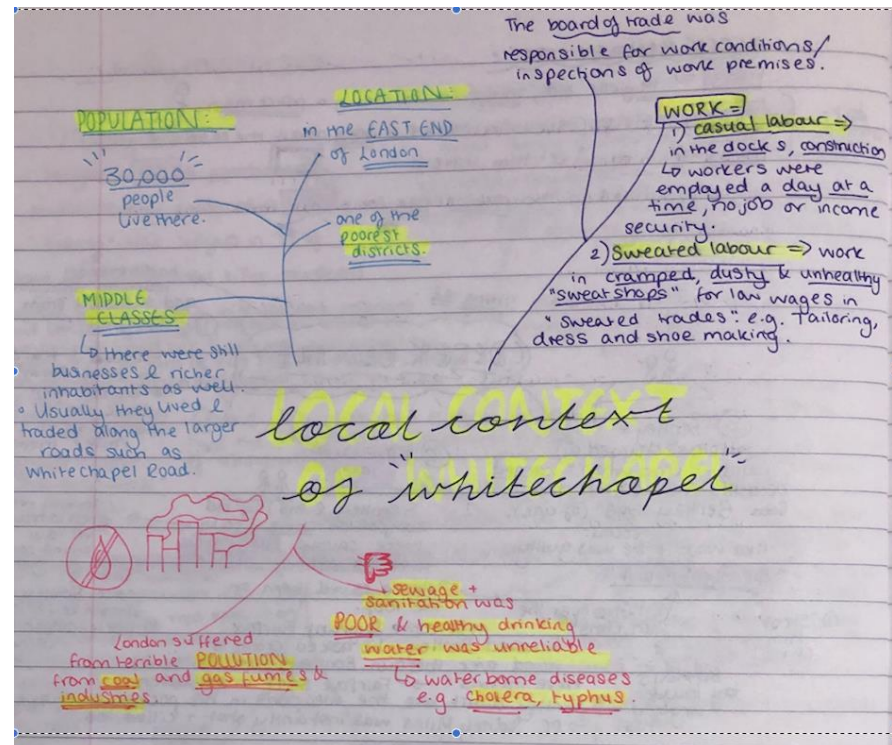 The board of trade was
responsible for work conditions/
inspections of work premises.
WORK =
1) casual labour =>
in the docks, construction
↳ workers were
employed a day at a
time, no job or income
security.
2) Sweated labour => work
in cramped, dusty & unhealthy
"sweatshops" for low wages in
"sweated trades" e.g. tailoring,
dress and shoe making.
LOCATION:
in the EAST END
of London
one of the
poorest
districts.
POPULATION:
30,000
people
live there.
MIDDLE
CLASSES
↳ there were still
businesses & richer
inhabitants as well.
• Usually they lived &
traded along the larger
roads such as
Whitechapel Road.
LOCAL CONTEXT
OF WHITECHAPEL
local context
of "whitechapel"
London suffered
from terrible POLLUTION
from coal and gas fumes &
industries.
sewage +
sanitation was
POOR & healthy drinking
water was unreliable
↳ waterborne diseases
e.g. cholera, typhus.